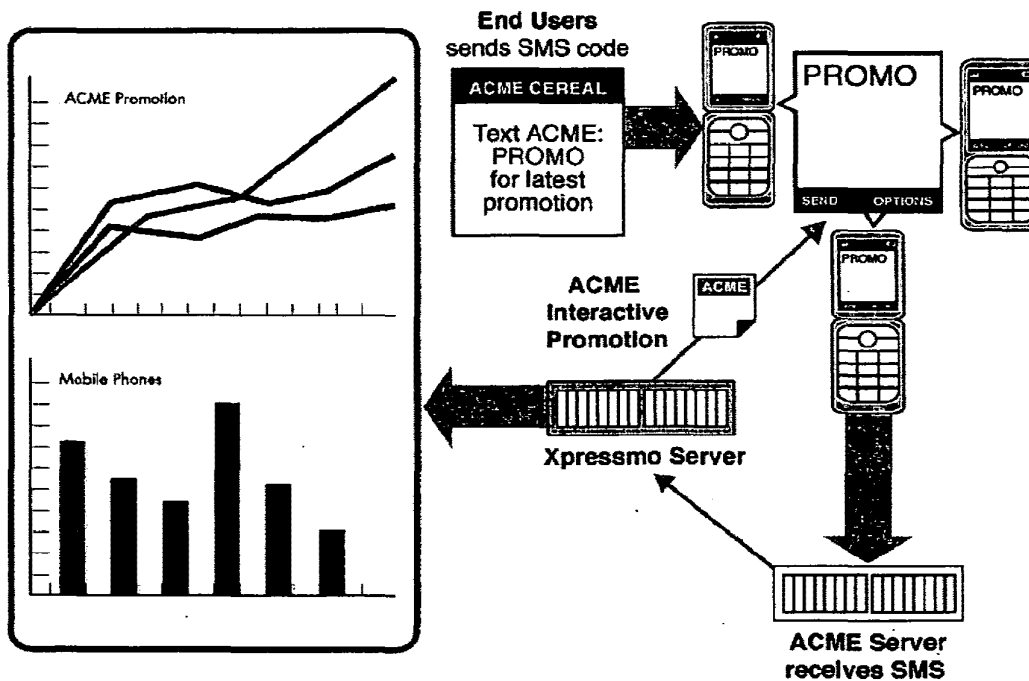 End Users
sends SMS code
ACME CEREAL
Text ACME:
PROMO
for latest
promotion
PROMO
PROMO
SEND OPTIONS
PROMO
PROMO
ACME Promotion
Mobile Phones
ACME
Interactive
Promotion
ACME
Xpressmo Server
ACME Server
receives SMS